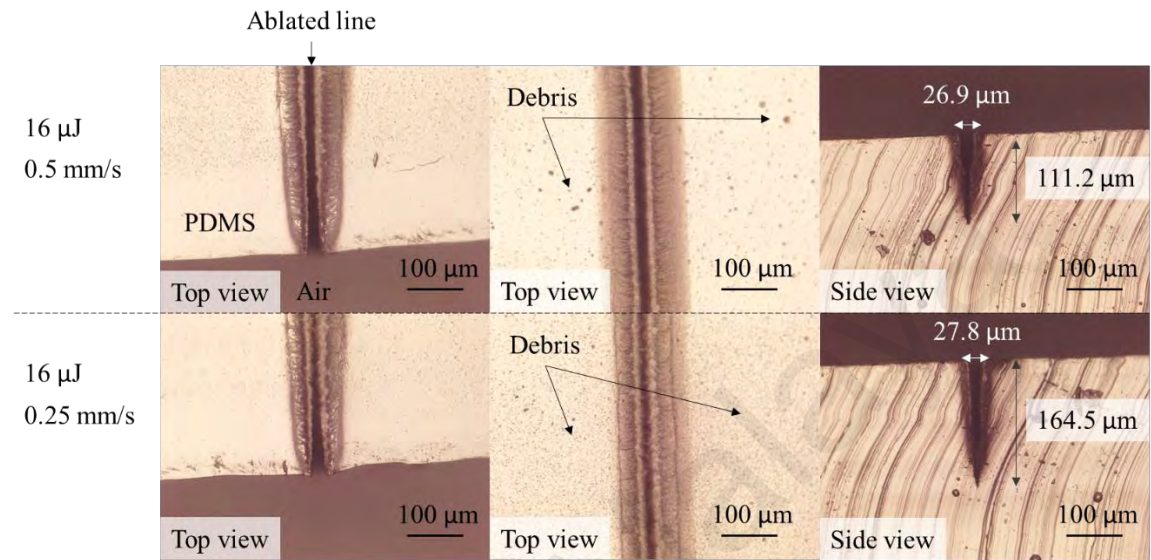 Ablated line
16 µJ
0.5 mm/s
Debris
26.9 µm
111.2 µm
PDMS
100 µm
100 µm
100 µm
Top view
Air
Top view
Side view
16 µJ
0.25 mm/s
Debris
27.8 µm
164.5 µm
100 µm
100 µm
100 µm
Top view
Top view
Side view